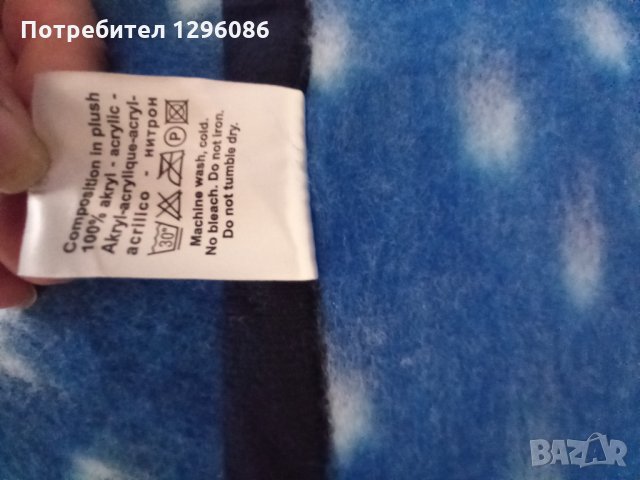 Потребител 1296086
Composition in plush
100% akryl - acrylic -
Akryl-acrylique-acryl-
acrilico - нитрон
30°
P
Machine wash, cold.
No bleach. Do not iron.
Do not tumble dry.
BAZAR